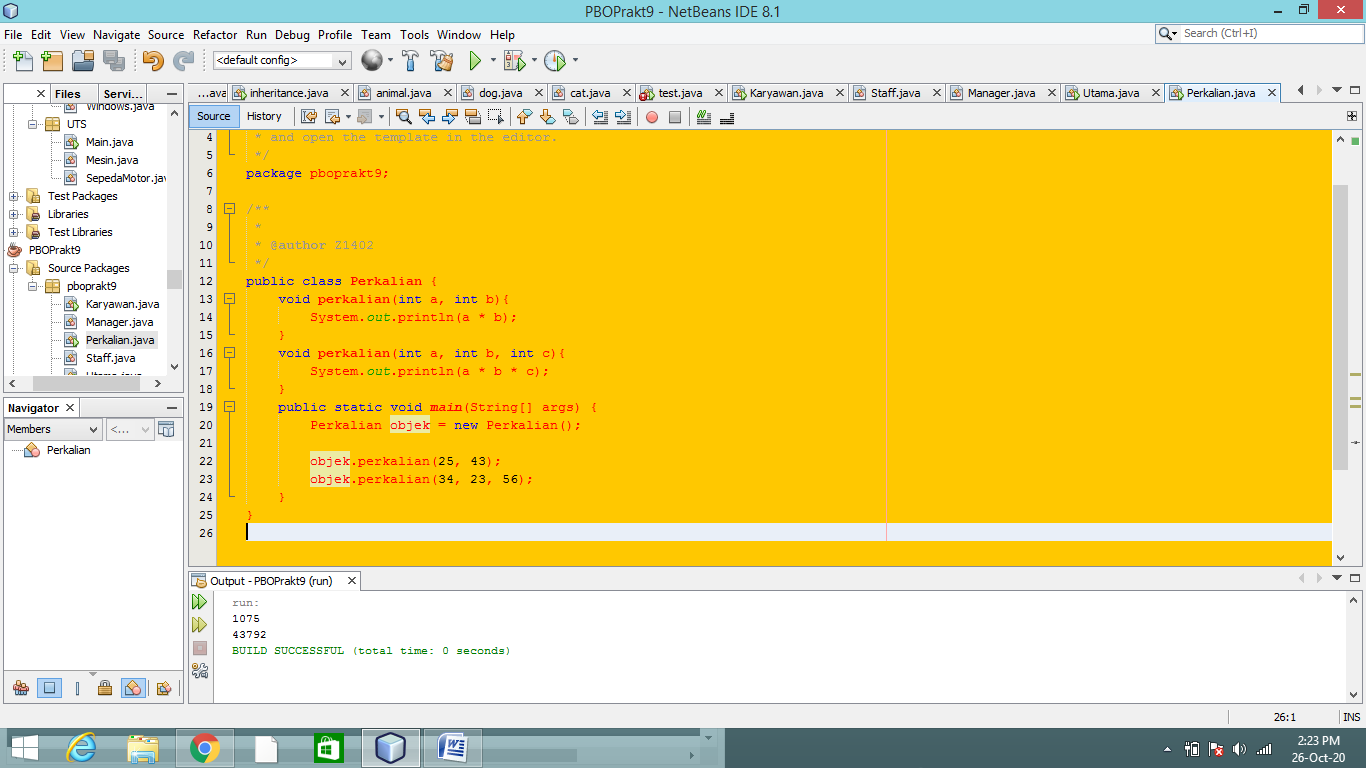 PBOPrakt9 - NetBeans IDE 8.1
File Edit View Navigate Source Refactor Run Debug Profile Team Tools Window Help
Search (Ctrl+I)
<default config>
Files Servi...
...ava inheritance.java animal.java dog.java cat.java test.java Karyawan.java Staff.java Manager.java Utama.java Perkalian.java
Source History
Windows.java
UTS
Main.java
Mesin.java
SepedaMotor.jav
Test Packages
Libraries
Test Libraries
PBOPrakt9
Source Packages
pboprakt9
Karyawan.java
Manager.java
Perkalian.java
Staff.java
Utama.java
Navigator
Members
<...
Perkalian
4 * and open the template in the editor.
5 */
6 package pboprakt9;
7
8 /**
9 *
10 * @author Z1402
11 */
12 public class Perkalian {
13 void perkalian(int a, int b){
14 System.out.println(a * b);
15 }
16 void perkalian(int a, int b, int c){
17 System.out.println(a * b * c);
18 }
19 public static void main(String[] args) {
20 Perkalian objek = new Perkalian();
21
22 objek.perkalian(25, 43);
23 objek.perkalian(34, 23, 56);
24 }
25 }
26
Output - PBOPrakt9 (run)
run:
1075
43792
BUILD SUCCESSFUL (total time: 0 seconds)
26:1 INS
2:23 PM
26-Oct-20